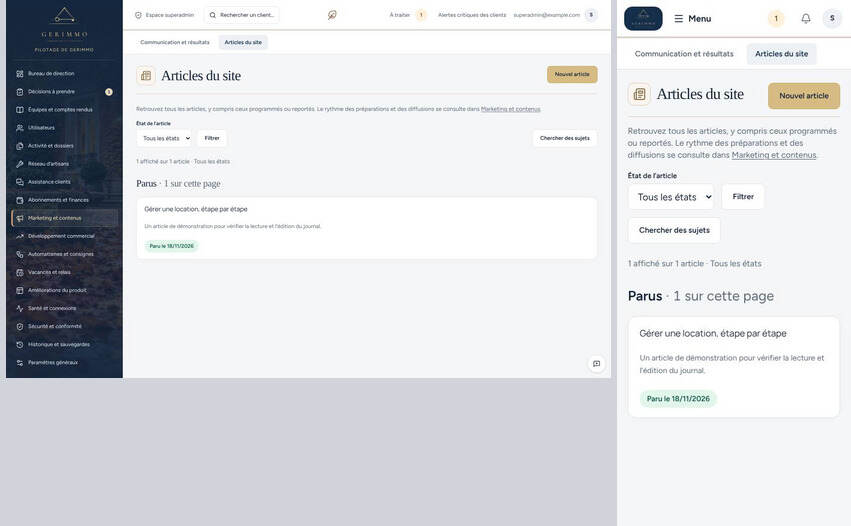 GERIMMO
PILOTAGE DE GERIMMO
Bureau de direction
Décisions à prendre
1
Équipes et comptes rendus
Utilisateurs
Activité et dossiers
Réseau d'artisans
Assistance clients
Abonnements et finances
Marketing et contenus
Développement commercial
Automatismes et consignes
Vacances et relais
Améliorations du produit
Santé et connexions
Sécurité et conformité
Historique et sauvegardes
Paramètres généraux
Espace superadmin
Rechercher un client...
À traiter 1
Alertes critiques des clients
superadmin@example.com
S
Communication et résultats
Articles du site
Articles du site
Nouvel article
Retrouvez tous les articles, y compris ceux programmés ou reportés. Le rythme des préparations et des diffusions se consulte dans Marketing et contenus.
État de l'article
Tous les états
Filtrer
Chercher des sujets
1 affiché sur 1 article · Tous les états
Parus · 1 sur cette page
Gérer une location, étape par étape
Un article de démonstration pour vérifier la lecture et l'édition du journal.
Paru le 18/11/2026
GERIMMO
Menu
1
S
Communication et résultats
Articles du site
Articles du site
Nouvel article
Retrouvez tous les articles, y compris ceux programmés
ou reportés. Le rythme des préparations et des
diffusions se consulte dans Marketing et contenus.
État de l'article
Tous les états
Filtrer
Chercher des sujets
1 affiché sur 1 article · Tous les états
Parus · 1 sur cette page
Gérer une location, étape par étape
Un article de démonstration pour vérifier la lecture et
l'édition du journal.
Paru le 18/11/2026